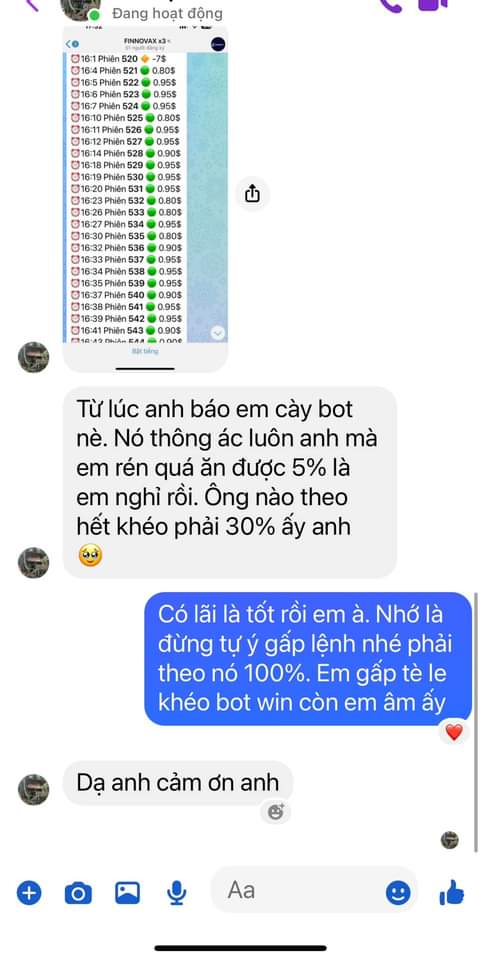 Đang hoạt động
FINNOVAX x3
51 người đăng ký
16:1 Phiên 520 -7$
16:4 Phiên 521 0.80$
16:5 Phiên 522 0.95$
16:6 Phiên 523 0.95$
16:7 Phiên 524 0.95$
16:10 Phiên 525 0.80$
16:11 Phiên 526 0.95$
16:12 Phiên 527 0.95$
16:14 Phiên 528 0.90$
16:18 Phiên 529 0.95$
16:19 Phiên 530 0.95$
16:20 Phiên 531 0.95$
16:23 Phiên 532 0.80$
16:26 Phiên 533 0.80$
16:27 Phiên 534 0.95$
16:30 Phiên 535 0.80$
16:32 Phiên 536 0.90$
16:33 Phiên 537 0.95$
16:34 Phiên 538 0.95$
16:35 Phiên 539 0.95$
16:37 Phiên 540 0.90$
16:38 Phiên 541 0.95$
16:39 Phiên 542 0.95$
16:41 Phiên 543 0.90$
16:43 Phiên 544 0.90$
Bật tiếng
Từ lúc anh báo em cày bot
nè. Nó thông ác luôn anh mà
em rén quá ăn được 5% là
em nghỉ rồi. Ông nào theo
hết khéo phải 30% ấy anh
🥹
Có lãi là tốt rồi em à. Nhớ là
đừng tự ý gấp lệnh nhé phải
theo nó 100%. Em gấp tè le
khéo bot win còn em âm ấy
Dạ anh cảm ơn anh
Aa